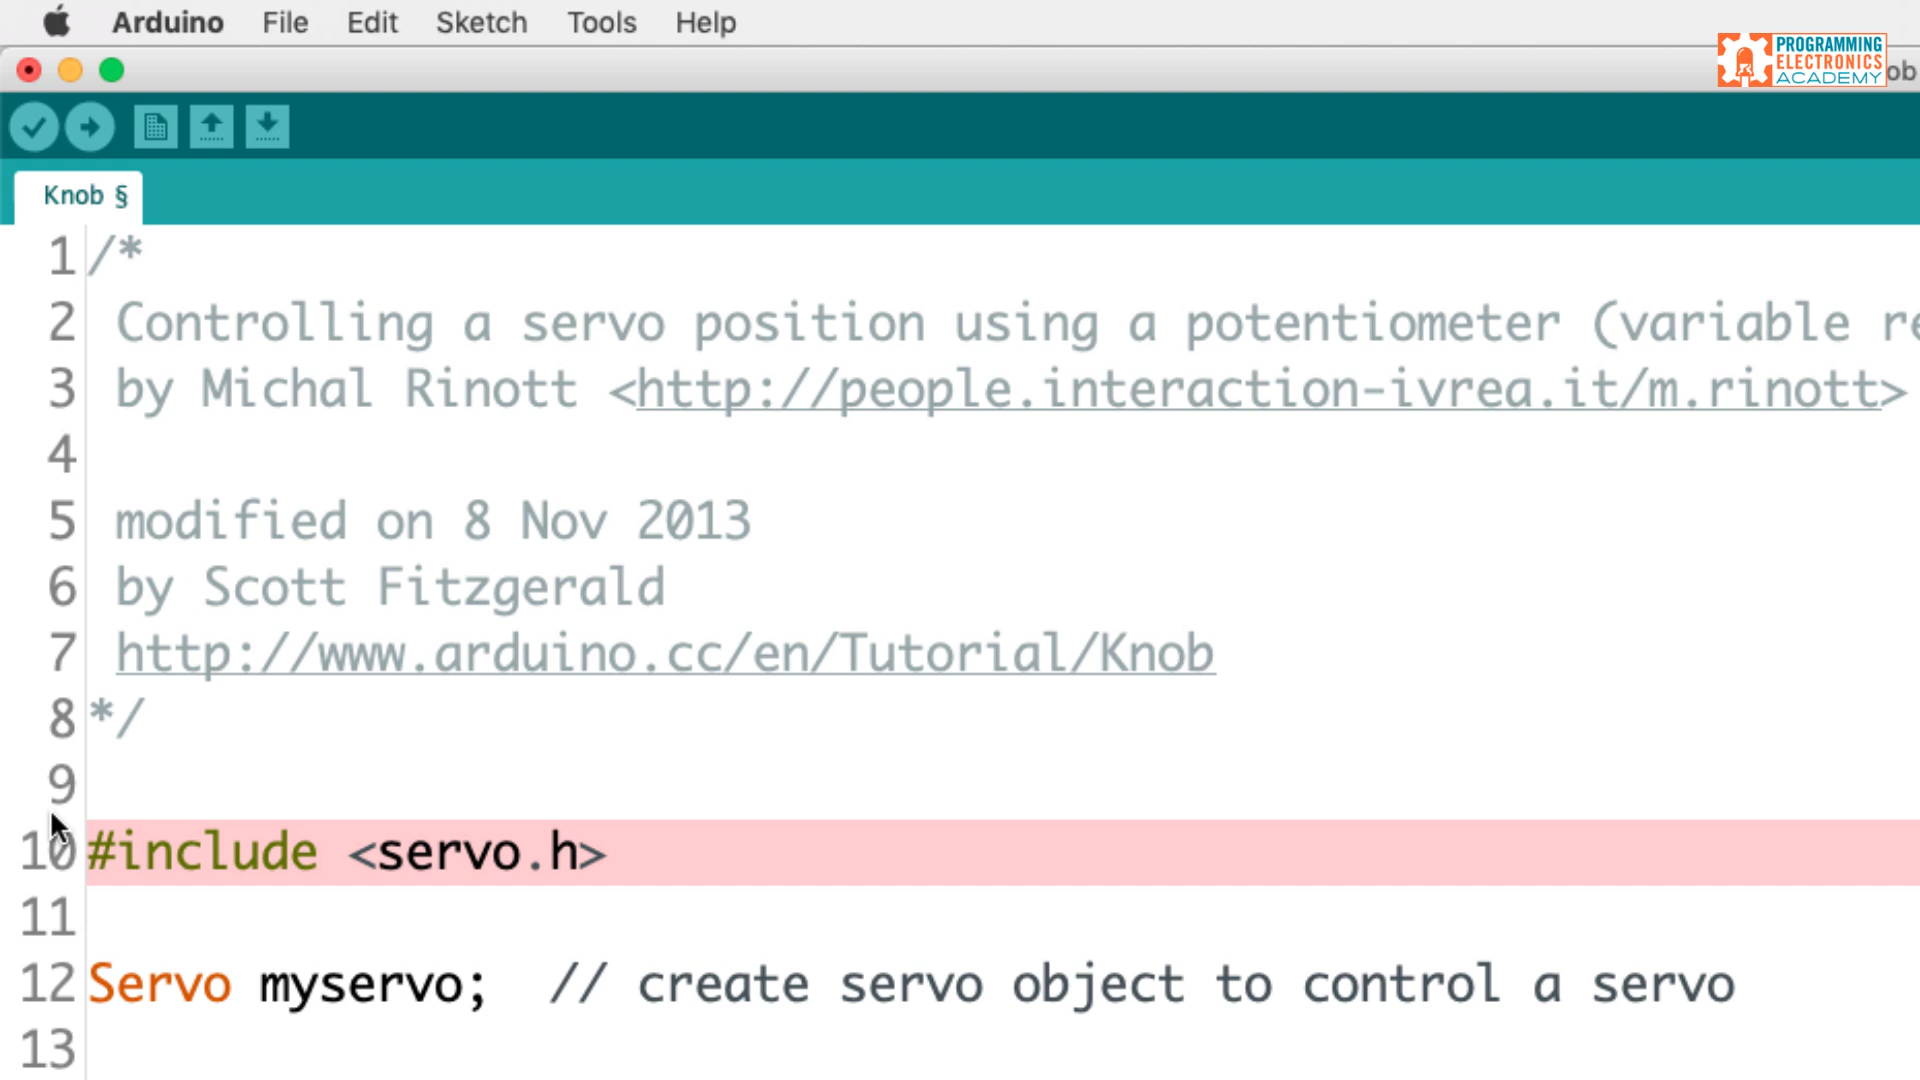 Arduino File Edit Sketch Tools Help
PROGRAMMING
ELECTRONICS
ACADEMY
ob
Knob §
1 /*
2 Controlling a servo position using a potentiometer (variable re
3 by Michal Rinott <http://people.interaction-ivrea.it/m.rinott>
4
5 modified on 8 Nov 2013
6 by Scott Fitzgerald
7 http://www.arduino.cc/en/Tutorial/Knob
8 */
9
10 #include <servo.h>
11
12 Servo myservo;  // create servo object to control a servo
13